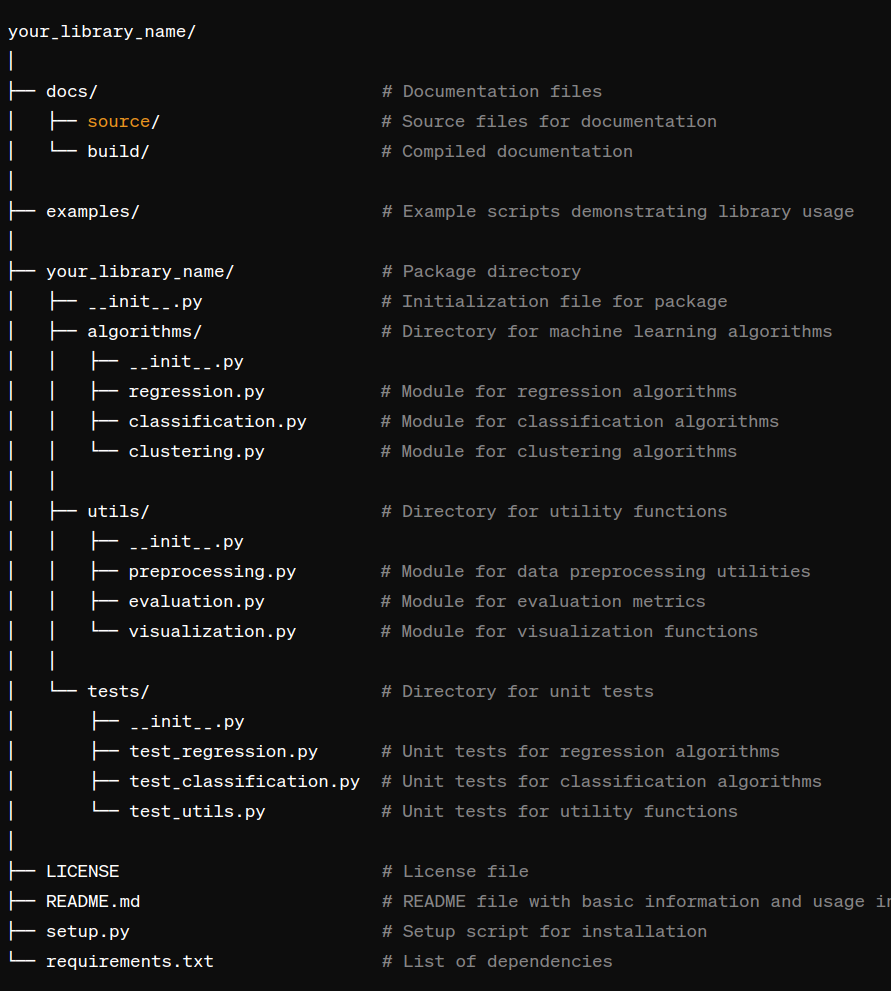 your_library_name/
│
├── docs/                           # Documentation files
│   ├── source/                     # Source files for documentation
│   └── build/                      # Compiled documentation
│
├── examples/                       # Example scripts demonstrating library usage
│
├── your_library_name/              # Package directory
│   ├── __init__.py                 # Initialization file for package
│   ├── algorithms/                 # Directory for machine learning algorithms
│   │   ├── __init__.py
│   │   ├── regression.py           # Module for regression algorithms
│   │   ├── classification.py       # Module for classification algorithms
│   │   └── clustering.py           # Module for clustering algorithms
│   │
│   ├── utils/                      # Directory for utility functions
│   │   ├── __init__.py
│   │   ├── preprocessing.py        # Module for data preprocessing utilities
│   │   ├── evaluation.py           # Module for evaluation metrics
│   │   └── visualization.py        # Module for visualization functions
│   │
│   └── tests/                      # Directory for unit tests
│       ├── __init__.py
│       ├── test_regression.py      # Unit tests for regression algorithms
│       ├── test_classification.py  # Unit tests for classification algorithms
│       └── test_utils.py           # Unit tests for utility functions
│
├── LICENSE                         # License file
├── README.md                       # README file with basic information and usage
├── setup.py                        # Setup script for installation
└── requirements.txt                # List of dependencies